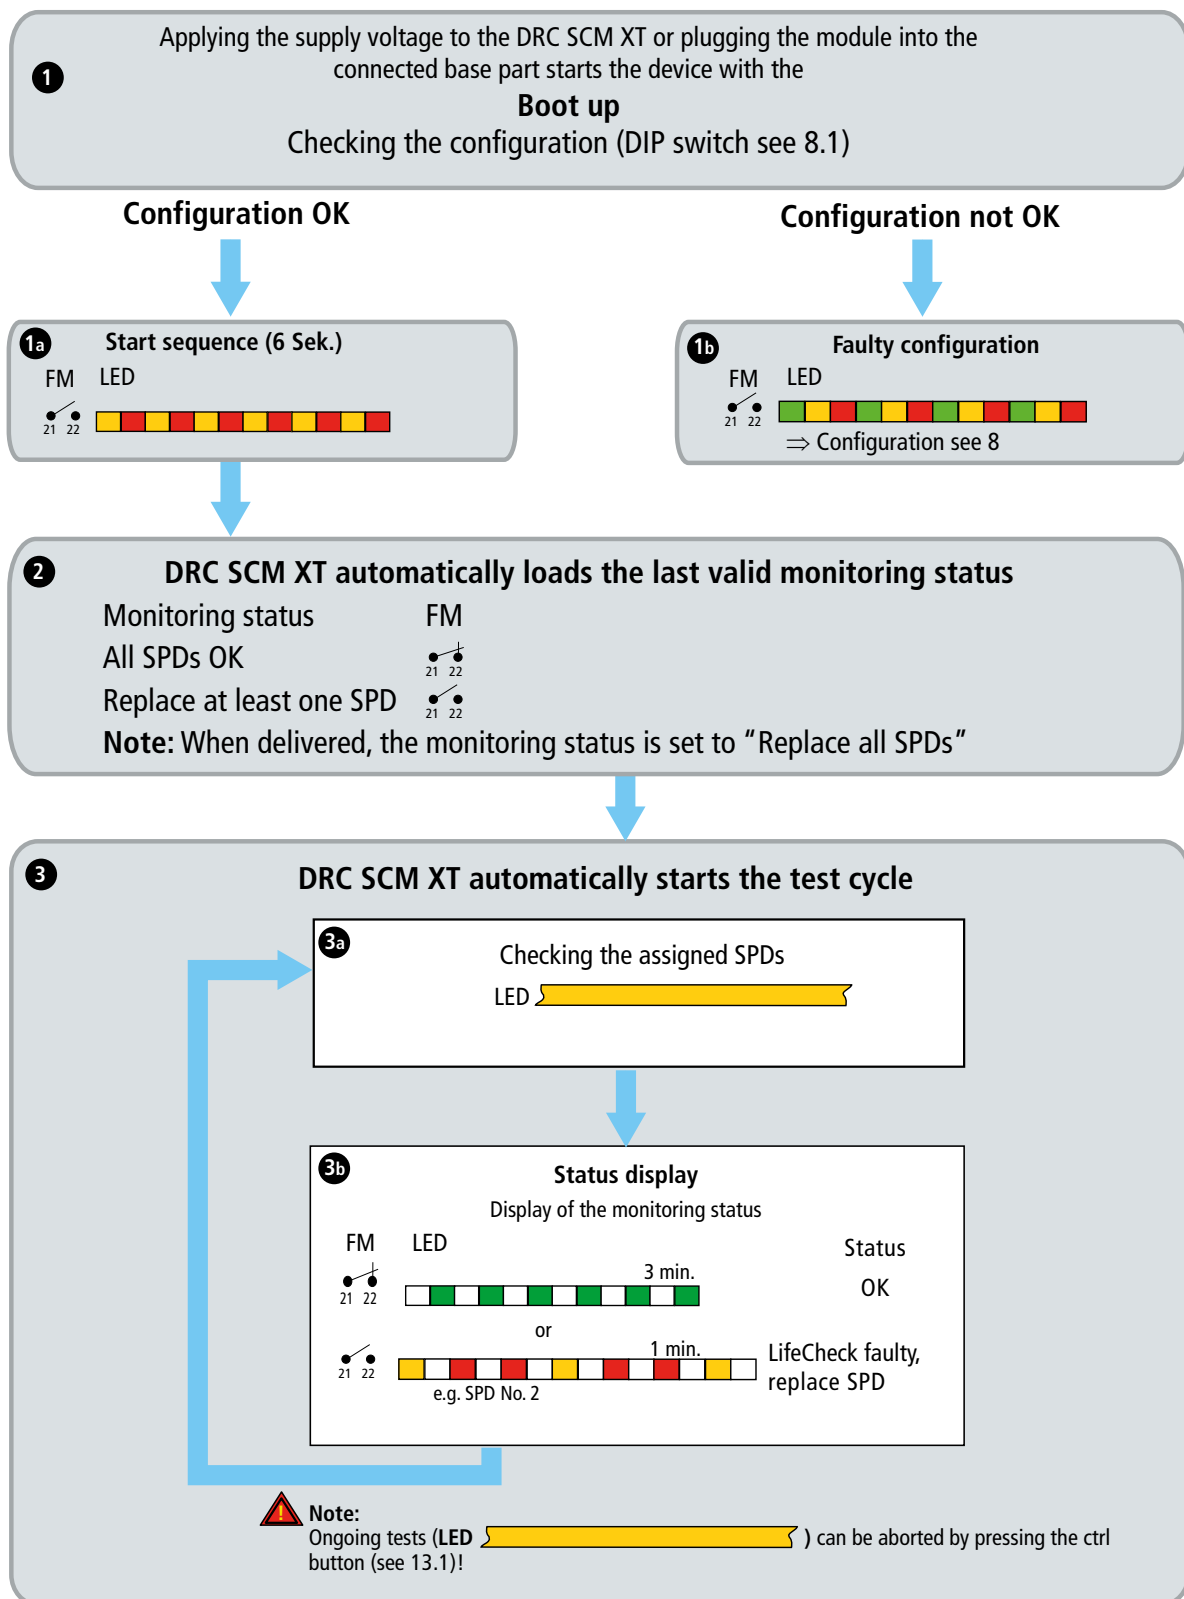 1
Applying the supply voltage to the DRC SCM XT or plugging the module into the
connected base part starts the device with the
Boot up
Checking the configuration (DIP switch see 8.1)
Configuration OK
Configuration not OK
1a Start sequence (6 Sek.)
FM LED
21 22
1b Faulty configuration
FM LED
21 22
⇒ Configuration see 8
2 DRC SCM XT automatically loads the last valid monitoring status
Monitoring status FM
All SPDs OK
21 22
Replace at least one SPD
21 22
Note: When delivered, the monitoring status is set to “Replace all SPDs”
3 DRC SCM XT automatically starts the test cycle
3a
Checking the assigned SPDs
LED
3b
Status display
Display of the monitoring status
FM LED Status
3 min.
21 22 OK
or
1 min.
21 22
LifeCheck faulty,
replace SPD
e.g. SPD No. 2
! Note:
Ongoing tests (LED ) can be aborted by pressing the ctrl
button (see 13.1)!